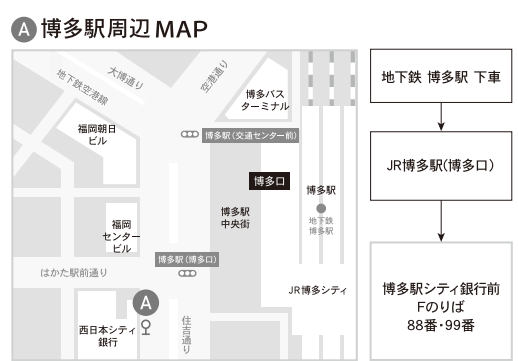 A 博多駅周辺 MAP
大博通り
地下鉄空港線
空港通り
博多バス
ターミナル
福岡朝日
ビル
博多駅(交通センター前)
博多口
博多駅
博多駅
中央街
地下鉄
博多駅
福岡
センター
ビル
博多駅(博多口)
はかた駅前通り
A
JR博多シティ
西日本シティ
銀行
住吉通り
地下鉄 博多駅 下車
JR博多駅(博多口)
博多駅シティ銀行前
Fのりば
88番・99番